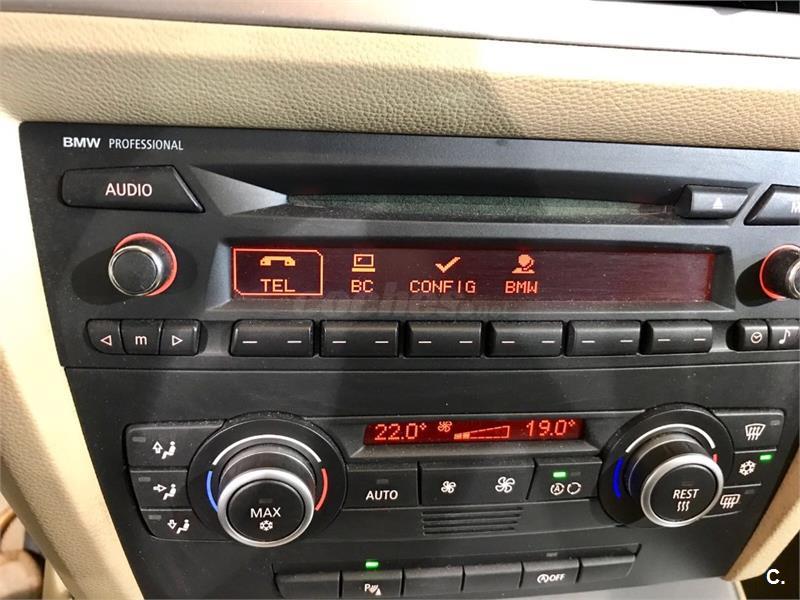 BMW PROFESSIONAL
AUDIO
TEL BC CONFIG BMW
m
22.0° 19.0°
AUTO
MAX
REST
OFF
C.